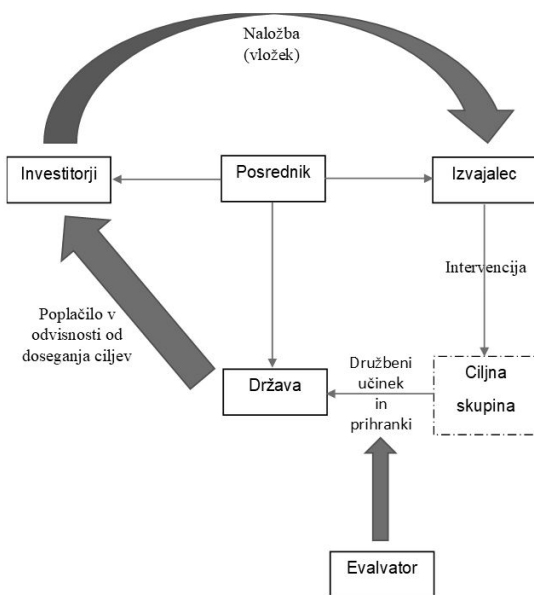 Naložba
(vložek)
Investitorji
Posrednik
Izvajalec
Intervencija
Poplačilo v
odvisnosti od
doseganja ciljev
Država
Družbeni
učinek
in
prihranki
Ciljna
skupina
Evalvator